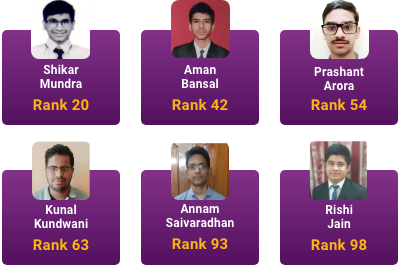 Shikar
Mundra
Rank 20
Aman
Bansal
Rank 42
Prashant
Arora
Rank 54
Kunal
Kundwani
Rank 63
Annam
Saivaradhan
Rank 93
Rishi
Jain
Rank 98